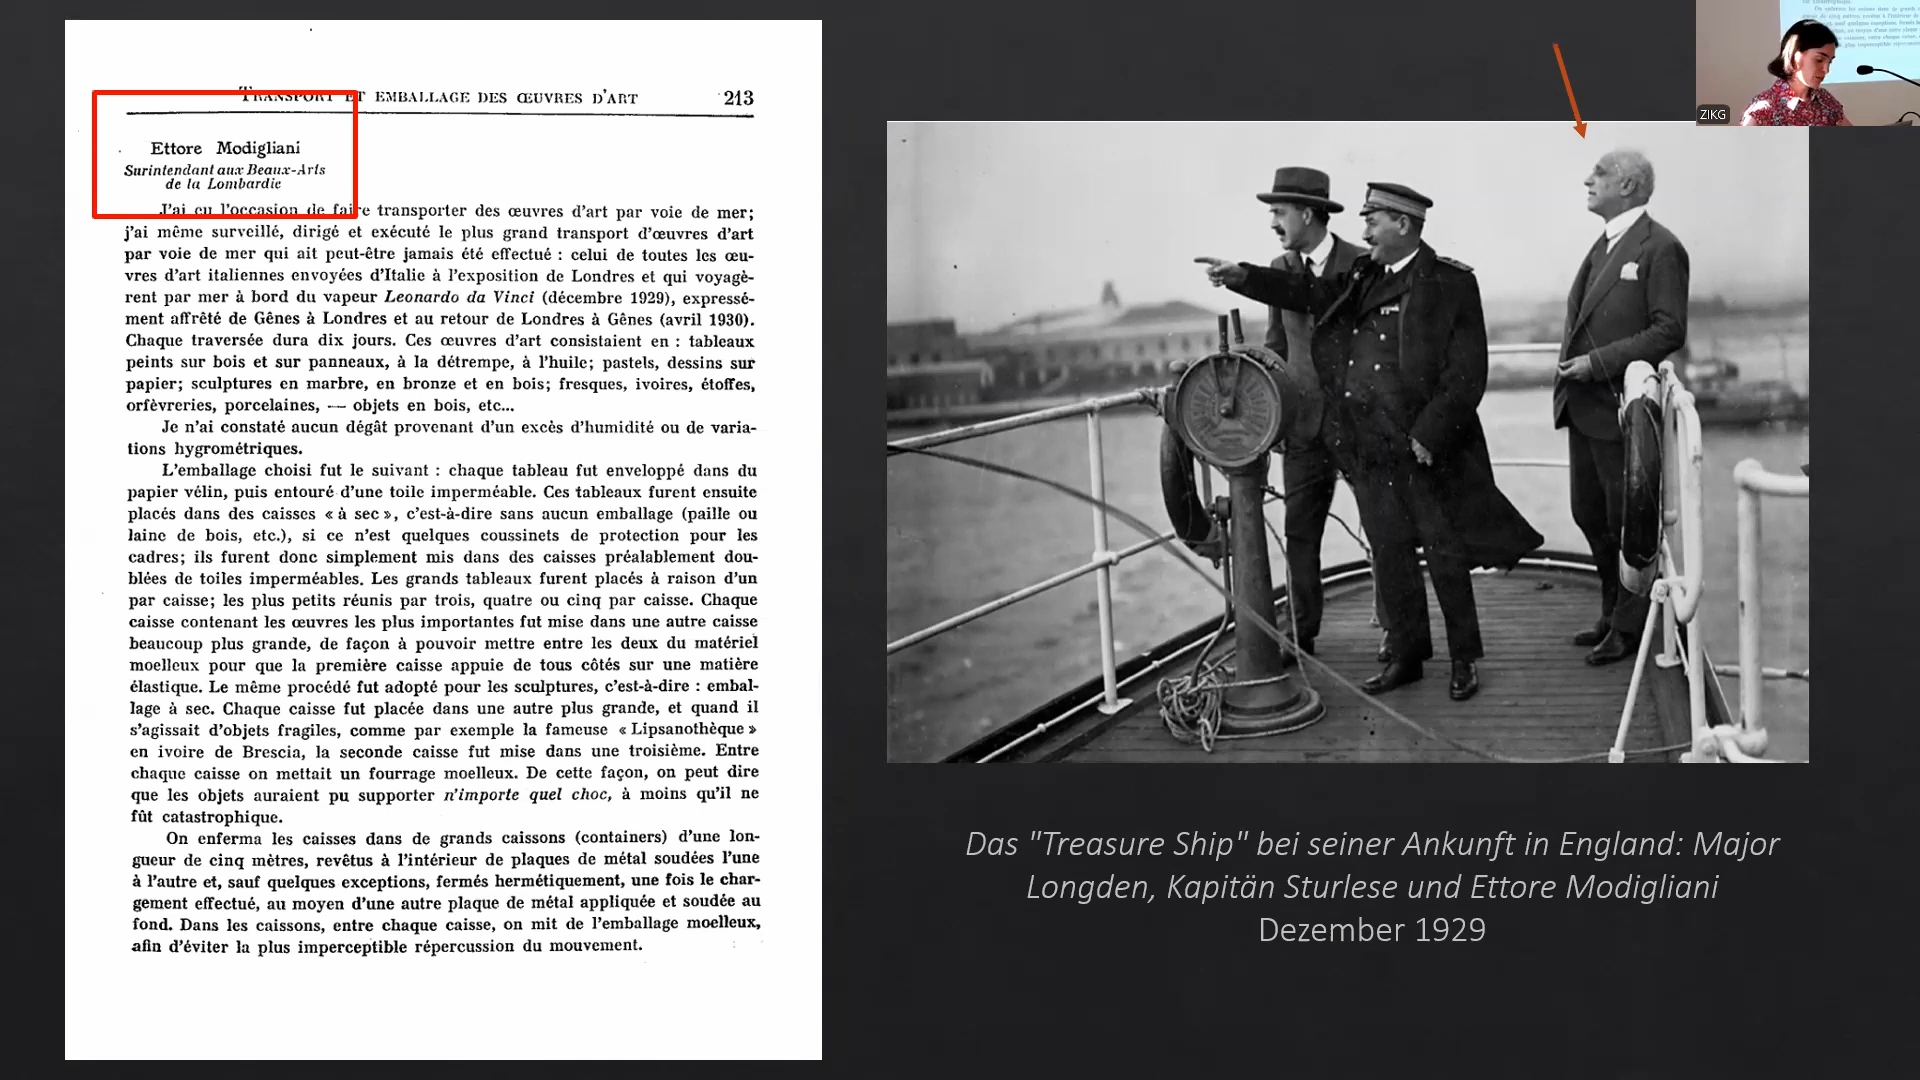 TRANSPORT ET EMBALLAGE DES ŒUVRES D'ART 213
Ettore Modigliani
Surintendant aux Beaux-Arts
de la Lombardie
J'ai eu l'occasion de faire transporter des œuvres d'art par voie de mer;
j'ai même surveillé, dirigé et exécuté le plus grand transport d'œuvres d'art
par voie de mer qui ait peut-être jamais été effectué : celui de toutes les œu-
vres d'art italiennes envoyées d'Italie à l'exposition de Londres et qui voyagè-
rent par mer à bord du vapeur Leonardo da Vinci (décembre 1929), expressé-
ment affrêté de Gênes à Londres et au retour de Londres à Gênes (avril 1930).
Chaque traversée dura dix jours. Ces œuvres d'art consistaient en : tableaux
peints sur bois et sur panneaux, à la détrempe, à l'huile; pastels, dessins sur
papier; sculptures en marbre, en bronze et en bois; fresques, ivoires, étoffes,
orfèvreries, porcelaines, — objets en bois, etc...
Je n'ai constaté aucun dégât provenant d'un excès d'humidité ou de varia-
tions hygrométriques.
L'emballage choisi fut le suivant : chaque tableau fut enveloppé dans du
papier vélin, puis entouré d'une toile imperméable. Ces tableaux furent ensuite
placés dans des caisses « à sec », c'est-à-dire sans aucun emballage (paille ou
laine de bois, etc.), si ce n'est quelques coussinets de protection pour les
cadres; ils furent donc simplement mis dans des caisses préalablement dou-
blées de toiles imperméables. Les grands tableaux furent placés à raison d'un
par caisse; les plus petits réunis par trois, quatre ou cinq par caisse. Chaque
caisse contenant les œuvres les plus importantes fut mise dans une autre caisse
beaucoup plus grande, de façon à pouvoir mettre entre les deux du matériel
moelleux pour que la première caisse appuie de tous côtés sur une matière
élastique. Le même procédé fut adopté pour les sculptures, c'est-à-dire : embal-
lage à sec. Chaque caisse fut placée dans une autre plus grande, et quand il
s'agissait d'objets fragiles, comme par exemple la fameuse « Lipsanothèque »
en ivoire de Brescia, la seconde caisse fut mise dans une troisième. Entre
chaque caisse on mettait un fourrage moelleux. De cette façon, on peut dire
que les objets auraient pu supporter n'importe quel choc, à moins qu'il ne
fût catastrophique.
On enferma les caisses dans de grands caissons (containers) d'une lon-
gueur de cinq mètres, revêtus à l'intérieur de plaques de métal soudées l'une
à l'autre et, sauf quelques exceptions, fermés hermétiquement, une fois le char-
gement effectué, au moyen d'une autre plaque de métal appliquée et soudée au
fond. Dans les caissons, entre chaque caisse, on mit de l'emballage moelleux,
afin d'éviter la plus imperceptible répercussion du mouvement.
Das "Treasure Ship" bei seiner Ankunft in England: Major
Longden, Kapitän Sturlese und Ettore Modigliani
Dezember 1929
ZIKG